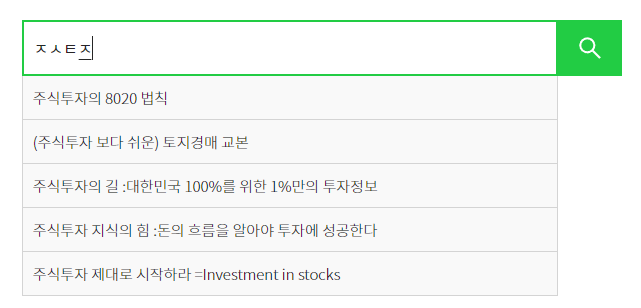 ㅈㅅㅌㅈ
주식투자의 8020 법칙
(주식투자 보다 쉬운) 토지경매 교본
주식투자의 길 :대한민국 100%를 위한 1%만의 투자정보
주식투자 지식의 힘 :돈의 흐름을 알아야 투자에 성공한다
주식투자 제대로 시작하라 =Investment in stocks